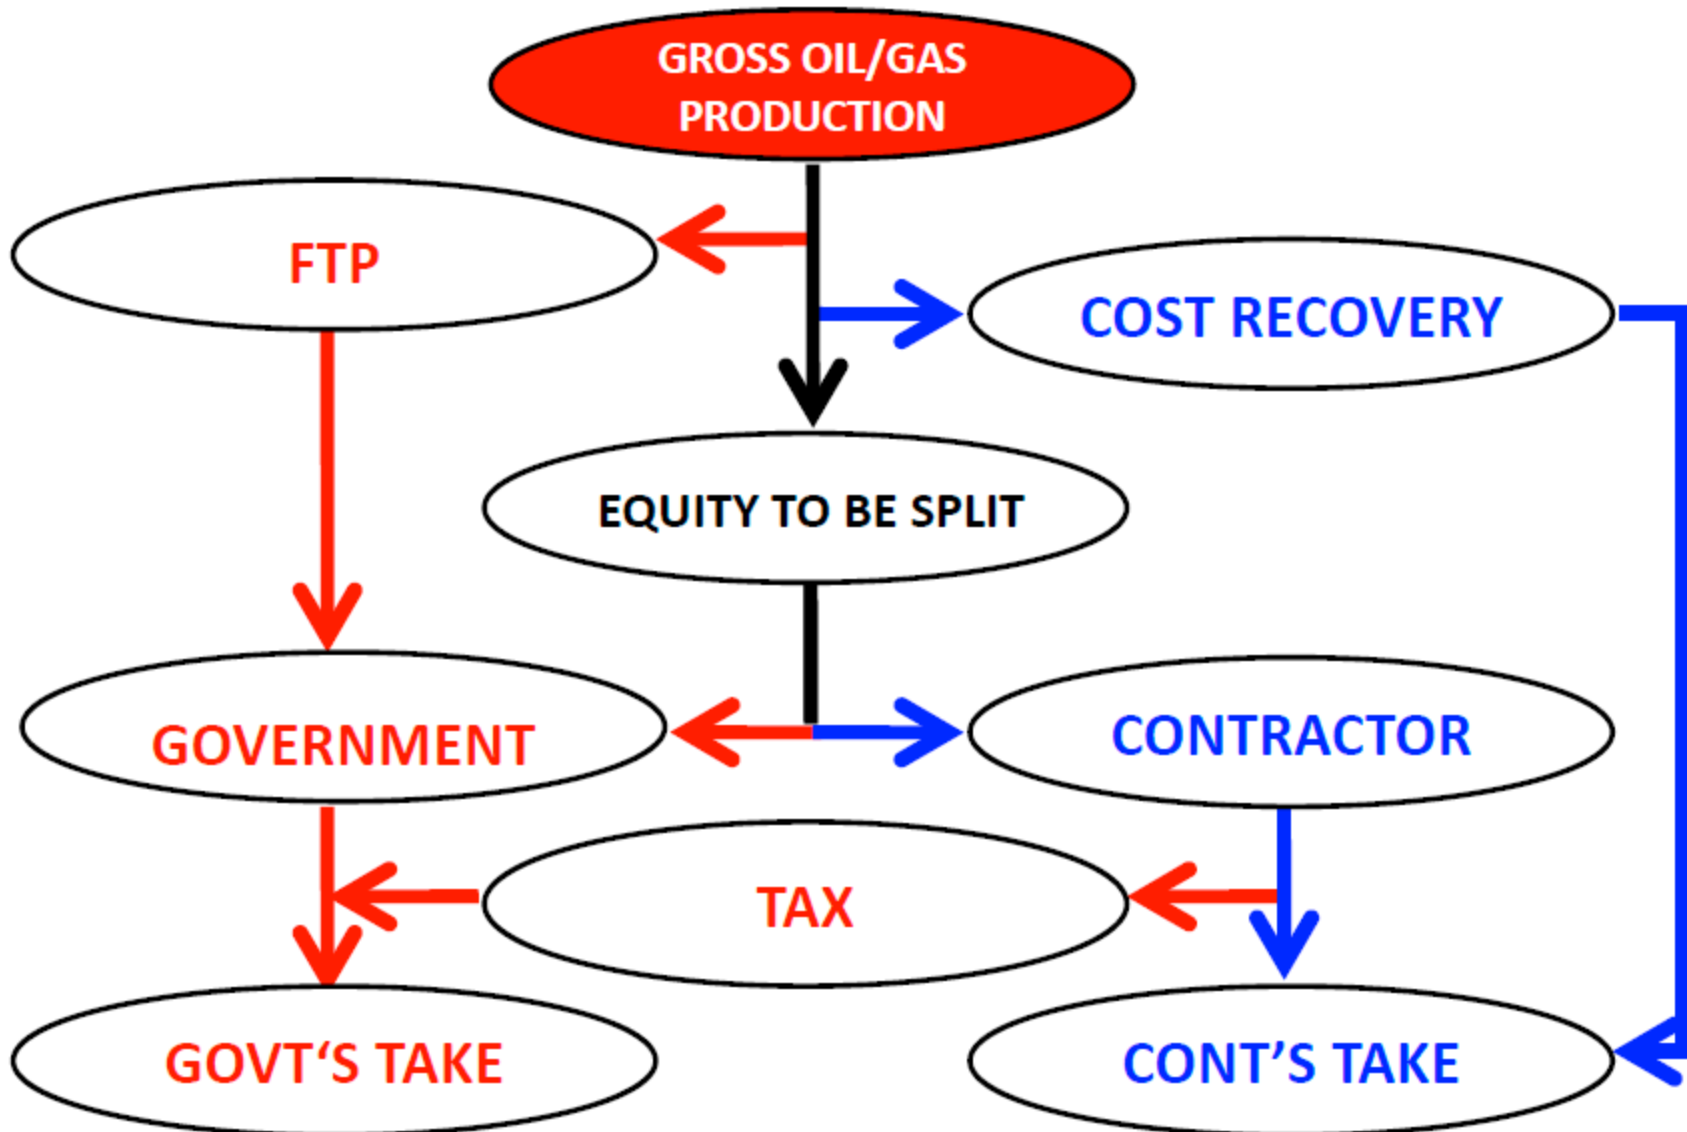 GROSS OIL/GAS
PRODUCTION
FTP
COST RECOVERY
EQUITY TO BE SPLIT
GOVERNMENT
CONTRACTOR
TAX
GOVT‘S TAKE
CONT’S TAKE